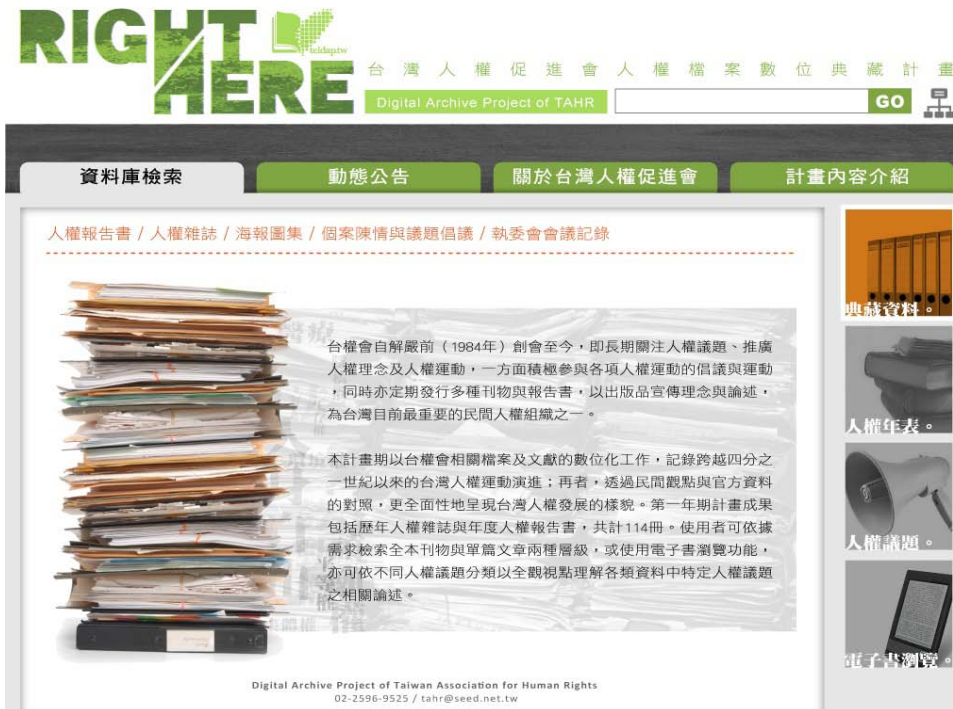 RIGHT
HERE
teldap.tw
台灣人權促進會人權檔案數位典藏計畫
Digital Archive Project of TAHR
GO
資料庫檢索
動態公告
關於台灣人權促進會
計畫內容介紹
人權報告書 / 人權雜誌 / 海報圖集 / 個案陳情與議題倡議 / 執委會會議記錄
台權會自解嚴前（1984年）創會至今，即長期關注人權議題、推廣
人權理念及人權運動，一方面積極參與各項人權運動的倡議與運動
，同時亦定期發行多種刊物與報告書，以出版品宣傳理念與論述，
為台灣目前最重要的民間人權組織之一。
本計畫期以台權會相關檔案及文獻的數位化工作，記錄跨越四分之
一世紀以來的台灣人權運動演進；再者，透過民間觀點與官方資料
的對照，更全面性地呈現台灣人權發展的樣貌。第一年期計畫成果
包括歷年人權雜誌與年度人權報告書，共計114冊。使用者可依據
需求檢索全本刊物與單篇文章兩種層級，或使用電子書瀏覽功能，
亦可依不同人權議題分類以全觀視點理解各類資料中特定人權議題
之相關論述。
典藏資料。
人權年表。
人權議題。
電子書瀏覽。
Digital Archive Project of Taiwan Association for Human Rights
02-2596-9525 / tahr@seed.net.tw